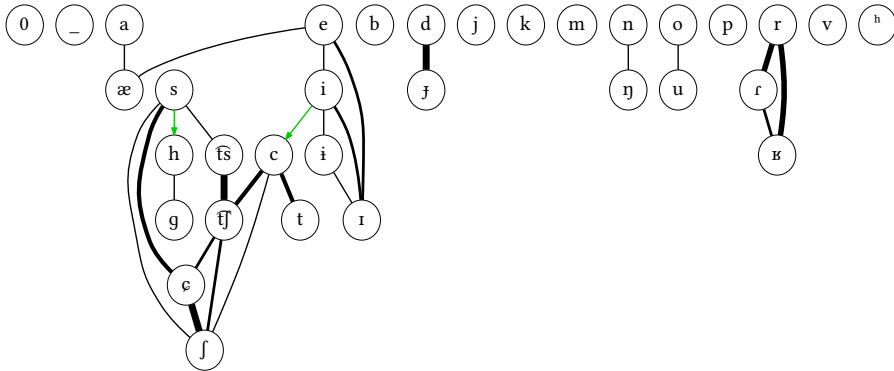 0 _ a e b d j k m n o p r v ʰ
æ s i ɟ ŋ u ɾ
h t͡s c ɨ ʁ
ɡ t͡ʃ t ɪ
ɕ
ʃ